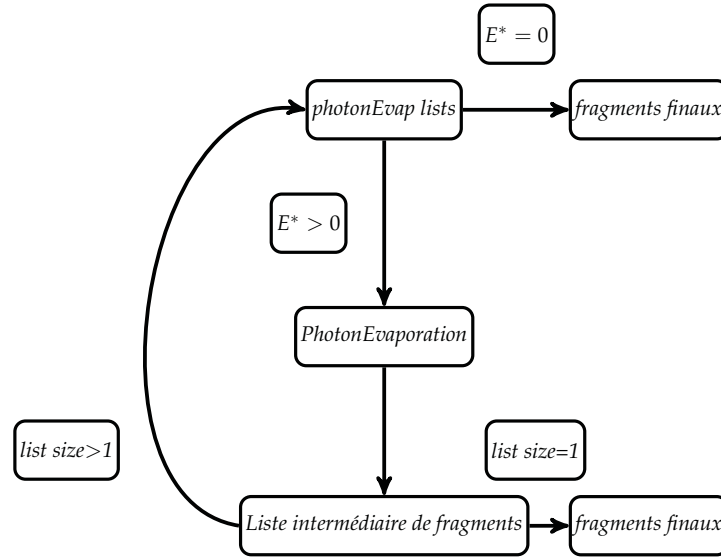 E* = 0
photonEvap lists
fragments finaux
E* > 0
PhotonEvaporation
list size>1
list size=1
Liste intermédiaire de fragments
fragments finaux